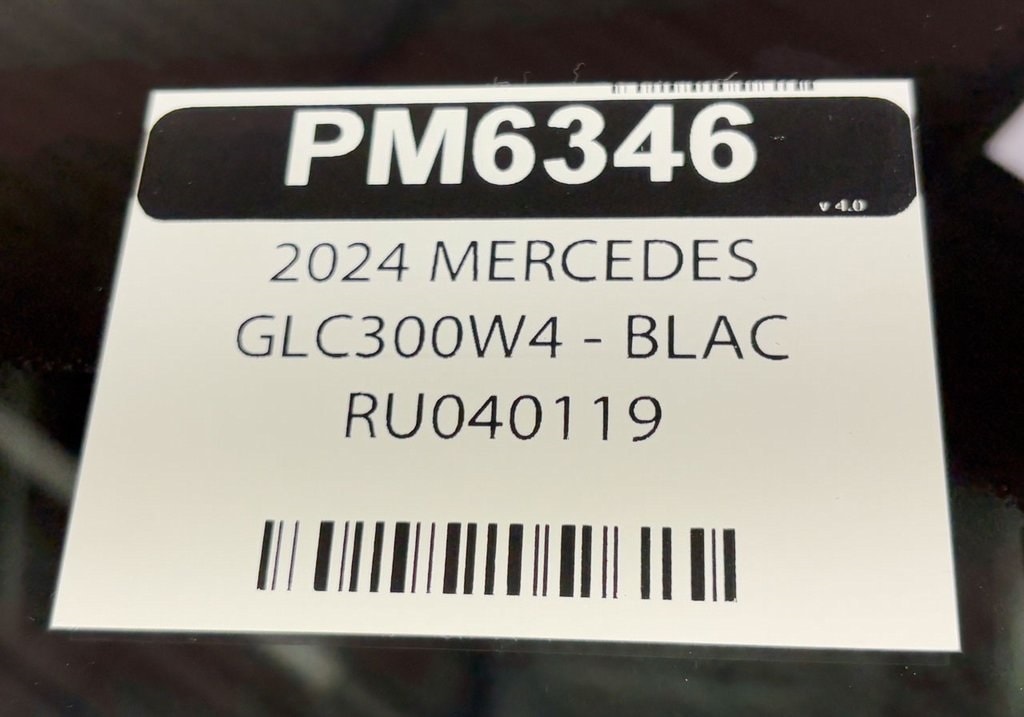 PM6346
v 4.0
2024 MERCEDES
GLC300W4 - BLAC
RU040119